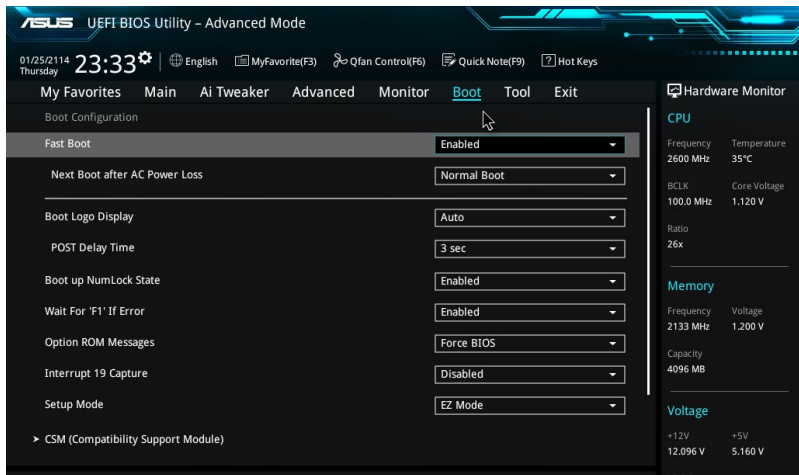 ASUS UEFI BIOS Utility – Advanced Mode
01/25/2114
Thursday
23:33
English
MyFavorite(F3)
Qfan Control(F6)
Quick Note(F9)
? Hot Keys
My Favorites Main Ai Tweaker Advanced Monitor Boot Tool Exit
Boot Configuration
Fast Boot Enabled
Next Boot after AC Power Loss Normal Boot
Boot Logo Display Auto
POST Delay Time 3 sec
Boot up NumLock State Enabled
Wait For 'F1' If Error Enabled
Option ROM Messages Force BIOS
Interrupt 19 Capture Disabled
Setup Mode EZ Mode
CSM (Compatibility Support Module)
Hardware Monitor
CPU
Frequency Temperature
2600 MHz 35°C
BCLK Core Voltage
100.0 MHz 1.120 V
Ratio
26x
Memory
Frequency Voltage
2133 MHz 1.200 V
Capacity
4096 MB
Voltage
+12V +5V
12.096 V 5.160 V